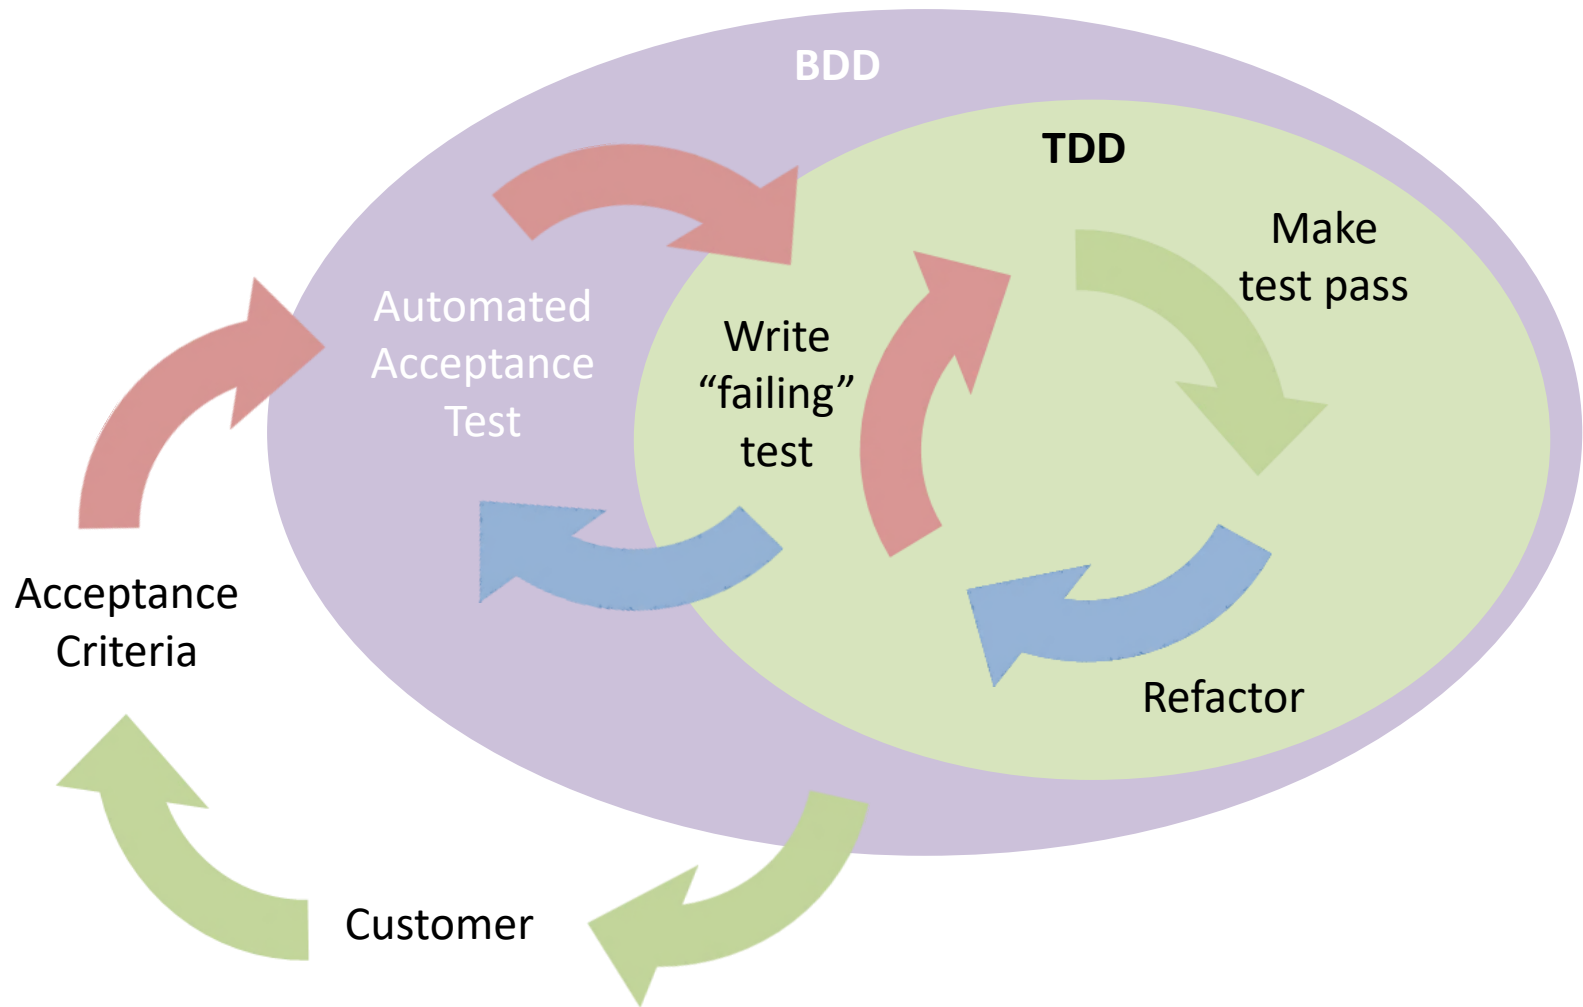 BDD
TDD
Make
test pass
Automated
Acceptance
Test
Write
“failing”
test
Acceptance
Criteria
Refactor
Customer